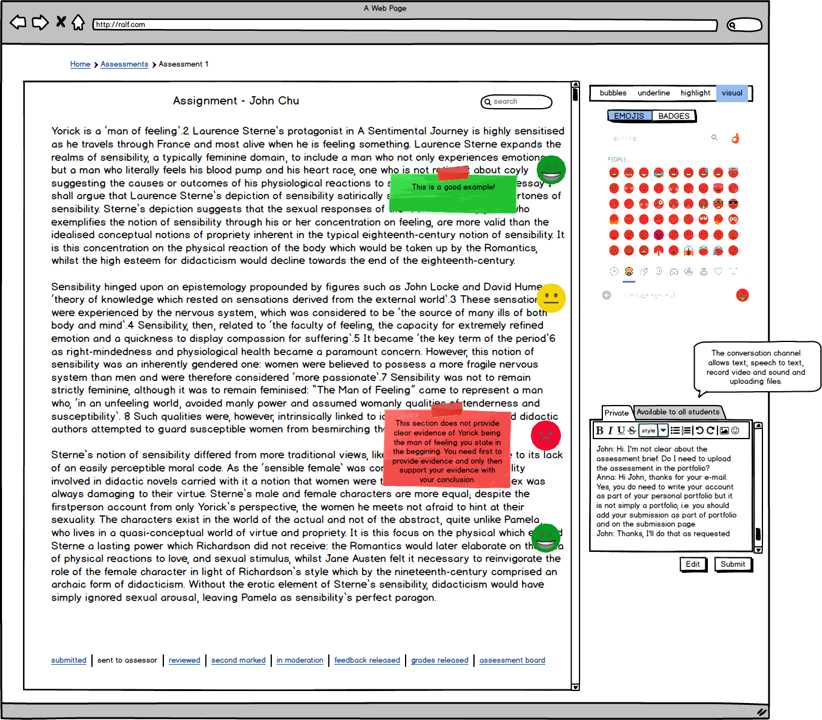 A Web Page
http://ralf.com
Home > Assessments > Assessment 1
Assignment - John Chu
search
Yorick is a ´man of feeling`.2 Laurence Sterne`s protagonist in A Sentimental Journey is highly sensitised
as he travels through France and most alive when he is feeling something. Laurence Sterne expands the
realms of sensibility, a typically feminine domain, to include a man who not only experiences emotions
but a man who literally feels his blood pump and his heart race, one who is not about coyly
suggesting the causes or outcomes of his physiological reactions to essay
shall argue that Laurence Sterne`s depiction of sensibility satirically
sensibility. Sterne`s depiction suggests that the sexual responses of who
exemplifies the notion of sensibility through his or her concentration on feeling, are more valid than the
idealised conceptual notions of propriety inherent in the typical eighteenth-century notion of sensibility. It
is this concentration on the physical reaction of the body which would be taken up by the Romantics,
whilst the high esteem for didacticism would decline towards the end of the eighteenth-century.
This is a good example!
Sensibility hinged upon an epistemology propounded by figures such as John Locke and David Hume
´theory of knowledge which rested on sensations derived from the external world`.3 These
were experienced by the nervous system, which was considered to be ´the source of many ills of both
body and mind`.4 Sensibility, then, related to ´the faculty of feeling, the capacity for extremely refined
emotion and a quickness to display compassion for suffering`.5 It became ´the key term of the period`6
as right-mindedness and physiological health became a paramount concern. However, this notion of
sensibility was an inherently gendered one: women were believed to possess a more fragile nervous
system than men and were therefore considered ´more passionate`.7 Sensibility was not to remain
strictly feminine, although it was to remain feminised: "The Man of Feeling" came to represent a man
who, ´in an unfeeling world, avoided manly power and assumed womanly qualities of tenderness and
susceptibility`. 8 Such qualities were, however, intrinsically linked to didactic
authors attempted to guard susceptible women from besmirching
This section does not provide
clear evidence of Yorick being
the man of feeling you state in
the beggining. You need first to
provide evidence and only then
support your evidence with
your conclusion.
Sterne`s notion of sensibility differed from more traditional views, to its lack
of an easily perceptible moral code. As the ´sensible female` was
involved in didactic novels carried with it a notion that women were was
always damaging to their virtue. Sterne`s male and female characters are more equal; despite the
firstperson account from only Yorick`s perspective, the women he meets not afraid to hint at their
sexuality. The characters exist in the world of the actual and not of the abstract, quite unlike Pamela,
who lives in a quasi-conceptual world of virtue and propriety. It is this focus on the physical which
Sterne a lasting power which Richardson did not receive: the Romantics would later elaborate on the
of physical reactions to love, and sexual stimulus, whilst Jane Austen felt it necessary to reinvigorate the
role of the female character in light of Richardson`s style which by the nineteenth-century comprised an
archaic form of didacticism. Without the erotic element of Sterne`s sensibility, didacticism would have
simply ignored sexual arousal, leaving Pamela as sensibility`s perfect paragon.
submitted | sent to assessor | reviewed | second marked | in moderation | feedback released | grades released | assessment board
bubbles underline highlight visual
EMOJIS BADGES
PEOPLE
The conversation channel
allows text, speech to text,
record video and sound and
uploading files.
Private Available to all students
B I U S style
John: Hi. I'm not clear about the
assessment brief. Do I need to upload
the assessment in the portfolio?
Anna: Hi John, thanks for your e-mail.
Yes, you do need to write your account
as part of your personal portfolio but it
is not simply a portfolio, i.e. you should
add your submission as part of portfolio
and on the submission page
John: Thanks, I'll do that as requested
Edit Submit